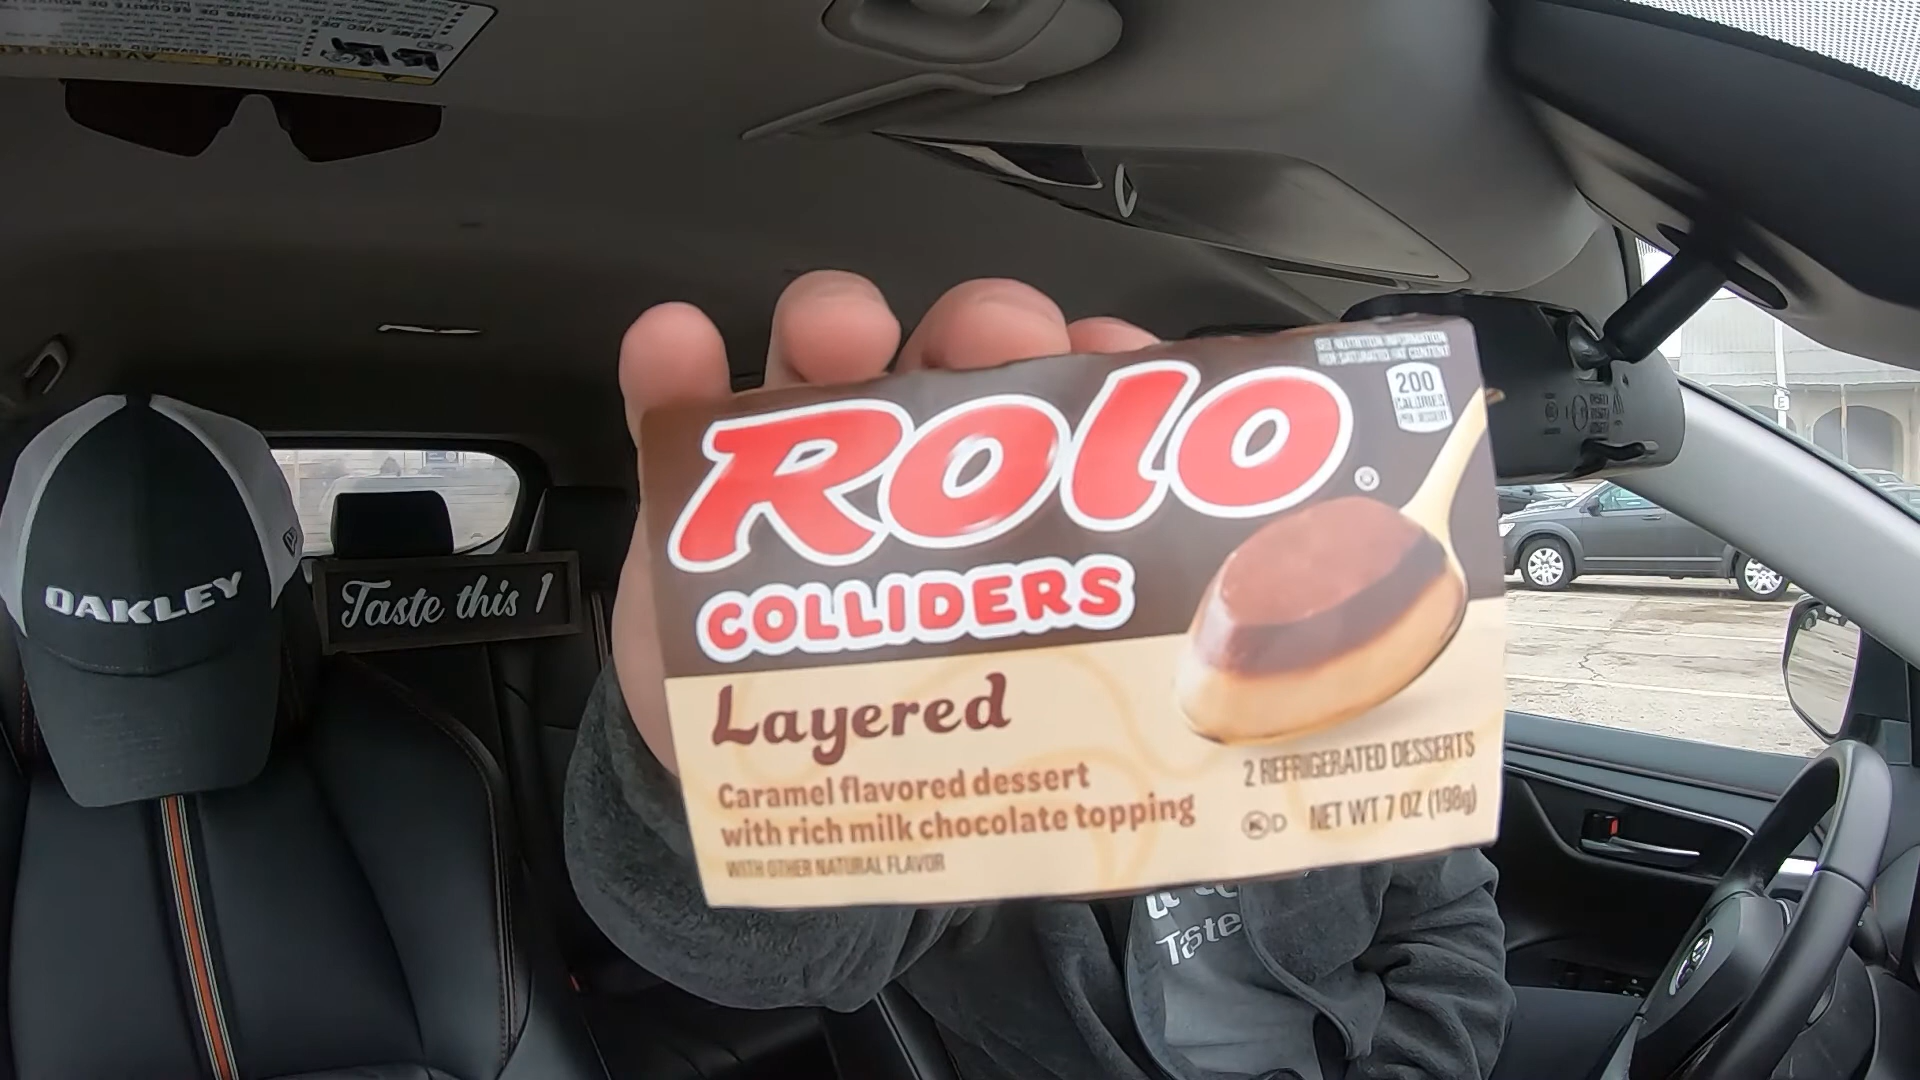 WARNING
OAKLEY
Taste this 1
SEE NUTRITION INFORMATION
FOR SATURATED FAT CONTENT
200
CALORIES
PER DESSERT
ROLO
COLLIDERS
Layered
Caramel flavored dessert
with rich milk chocolate topping
WITH OTHER NATURAL FLAVOR
2 REFRIGERATED DESSERTS
K D NET WT 7 OZ (198g)
Taste
E